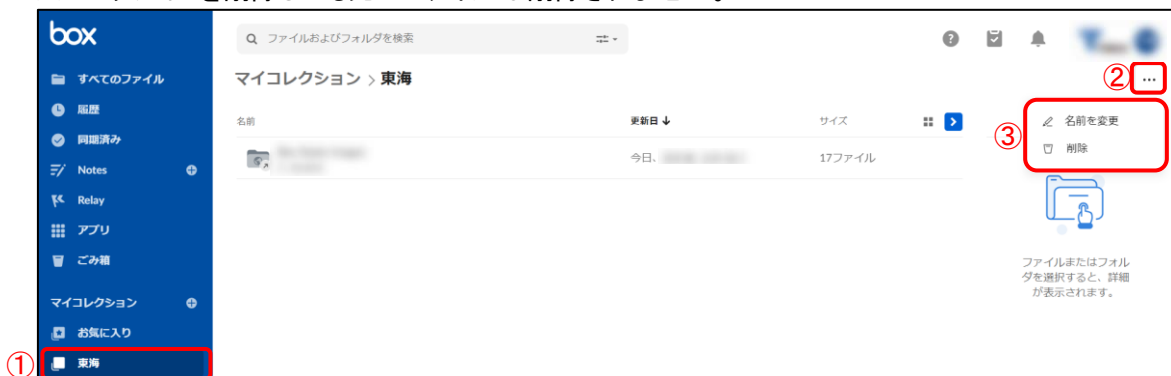 box
ファイルおよびフォルダを検索
すべてのファイル
履歴
同期済み
Notes
Relay
アプリ
ごみ箱
マイコレクション
お気に入り
① 東海
マイコレクション > 東海
② ...
名前 更新日 ↓ サイズ
今日、 17ファイル
③ 名前を変更
削除
ファイルまたはフォル
ダを選択すると、詳細
が表示されます。